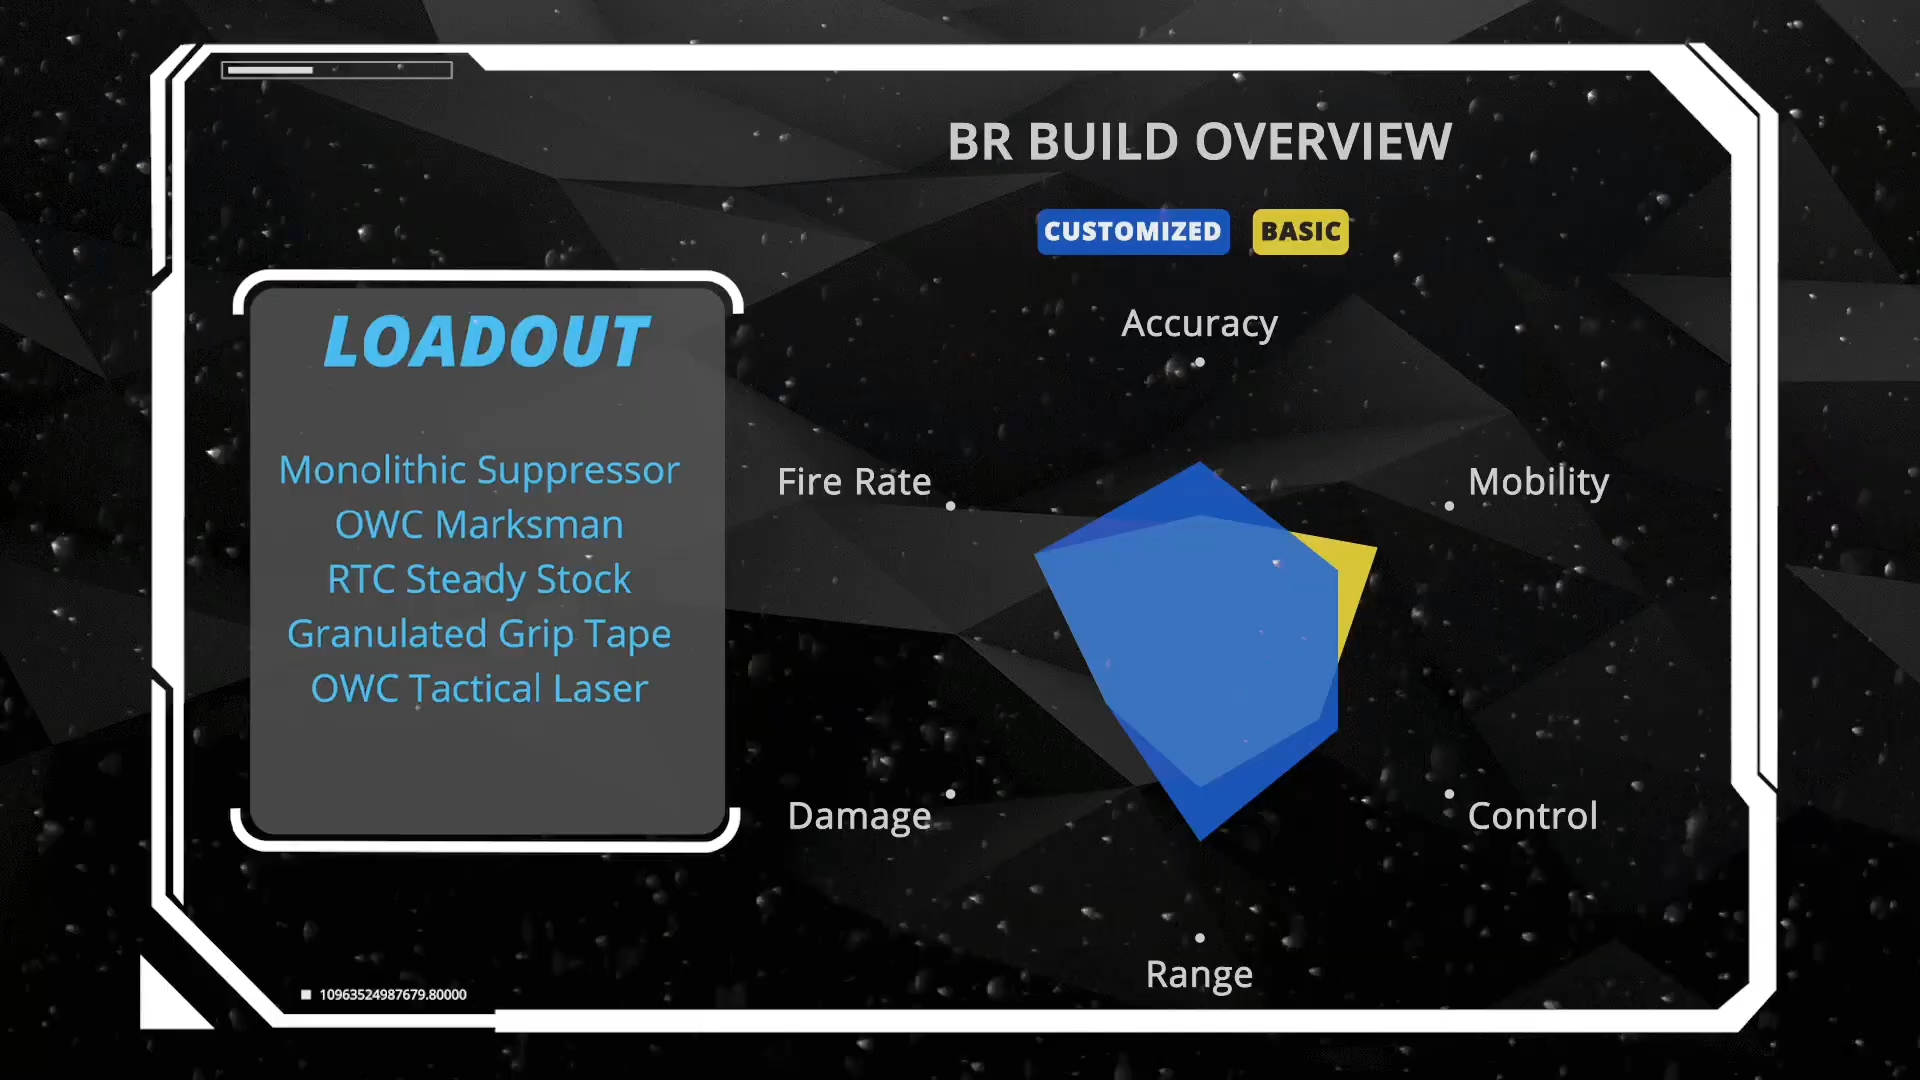 BR BUILD OVERVIEW
CUSTOMIZED BASIC
LOADOUT
Monolithic Suppressor
OWC Marksman
RTC Steady Stock
Granulated Grip Tape
OWC Tactical Laser
Accuracy
Fire Rate
Mobility
Damage
Control
Range
10963524987679.80000